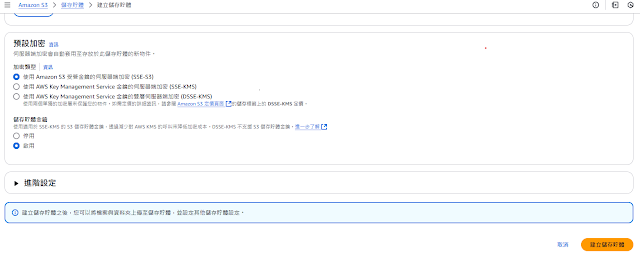 Amazon S3 > 儲存貯體 > 建立儲存貯體
預設加密 資訊
伺服器端加密會自動套用至存放於此儲存貯體的新物件。
加密類型 | 資訊
使用 Amazon S3 受管金鑰的伺服器端加密 (SSE-S3)
使用 AWS Key Management Service 金鑰的伺服器端加密 (SSE-KMS)
使用 AWS Key Management Service 金鑰的雙層伺服器端加密 (DSSE-KMS)
使用兩個單獨的加密層來保護您的物件。如需定價的詳細資訊，請參閱 Amazon S3 定價頁面 的儲存標籤上的 DSSE-KMS 定價。
儲存貯體金鑰
使用適用於 SSE-KMS 的 S3 儲存貯體金鑰，透過減少對 AWS KMS 的呼叫來降低加密成本。DSSE-KMS 不支援 S3 儲存貯體金鑰。進一步了解
停用
啟用
進階設定
建立儲存貯體之後，您可以將檔案與資料夾上傳至儲存貯體，並設定其他儲存貯體設定。
取消
建立儲存貯體